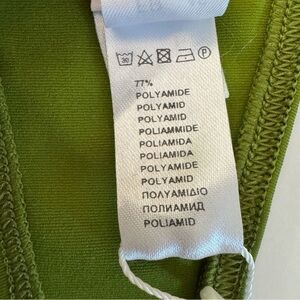 77%
POLYAMIDE
POLYAMID
POLYAMID
POLIAMMIDE
POLIAMIDA
POLIAMIDA
POLYAMIDE
POLYAMID
ΠΟΛΥΑΜΙΔΙΟ
ПОЛИАМИД
POLIAMID